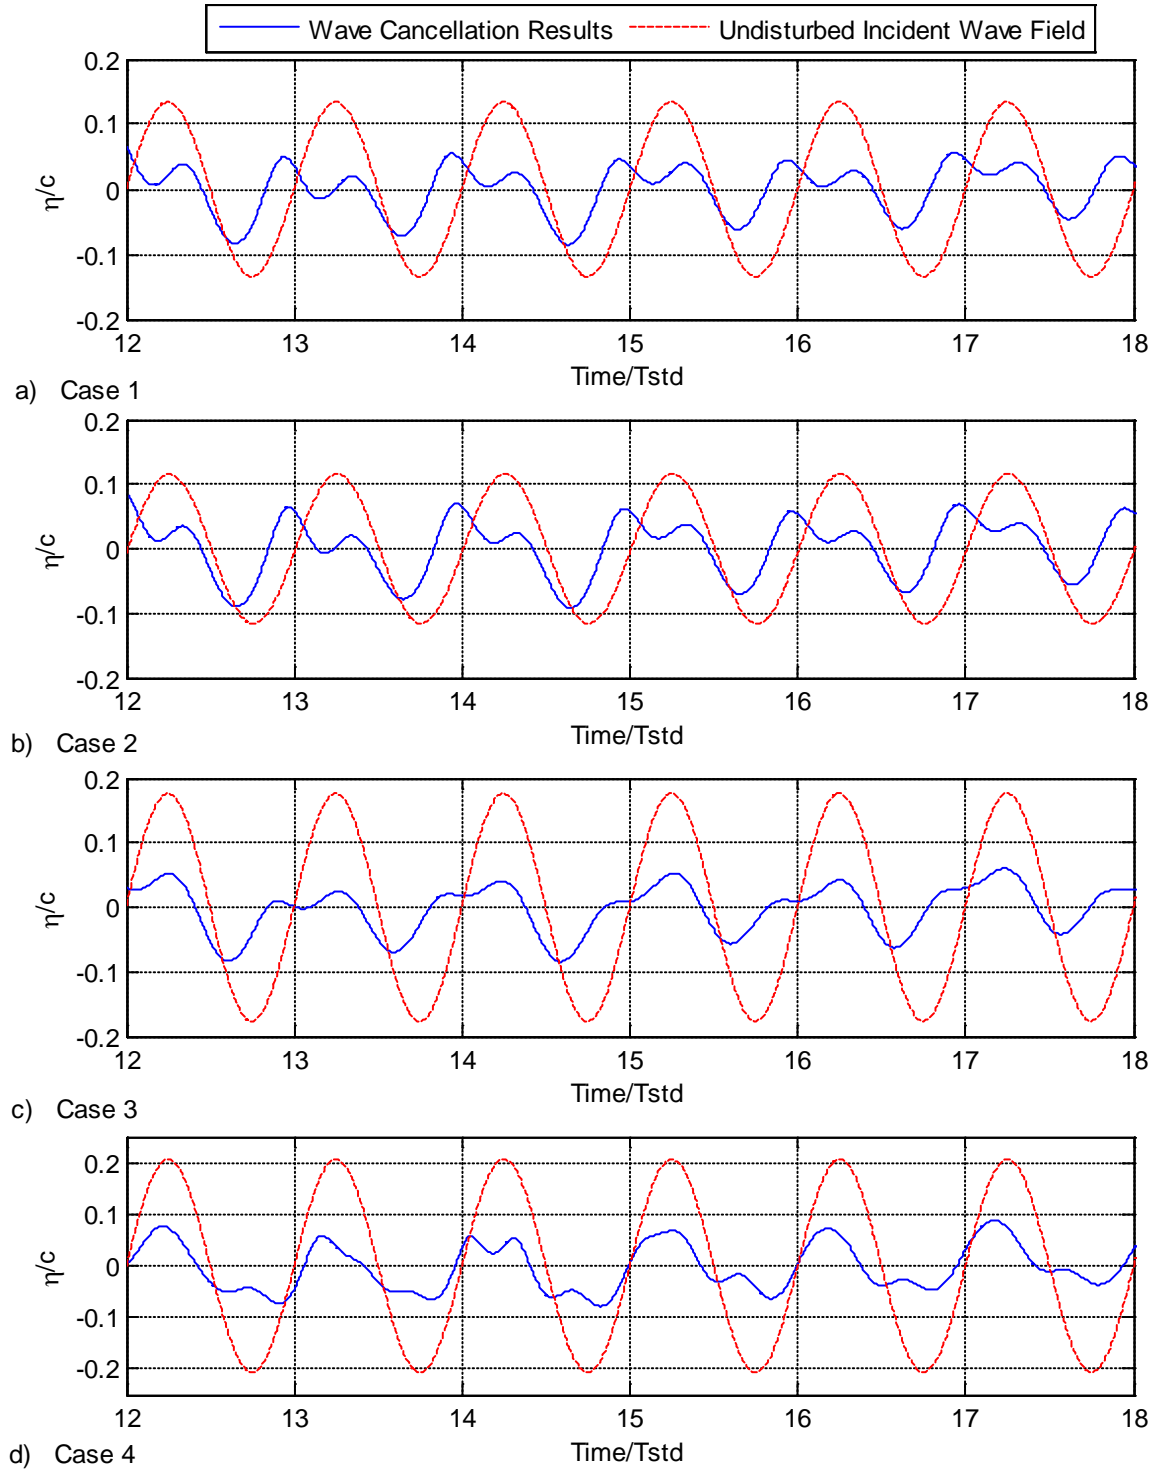 Wave Cancellation Results Undisturbed Incident Wave Field
0.2
0.1
0
-0.1
-0.2
η/c
12 13 14 15 16 17 18
Time/Tstd
a) Case 1
0.2
0.1
0
-0.1
-0.2
η/c
12 13 14 15 16 17 18
Time/Tstd
b) Case 2
0.2
0.1
0
-0.1
-0.2
η/c
12 13 14 15 16 17 18
Time/Tstd
c) Case 3
0.2
0.1
0
-0.1
-0.2
η/c
12 13 14 15 16 17 18
Time/Tstd
d) Case 4